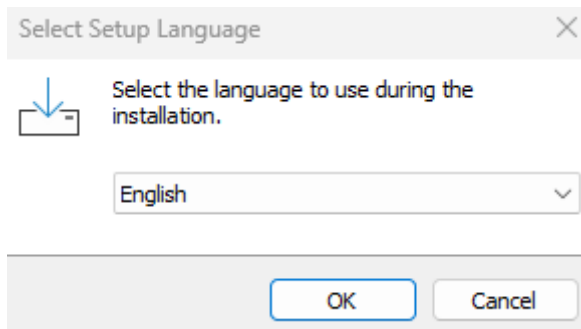 Select Setup Language
Select the language to use during the
installation.
English
OK
Cancel